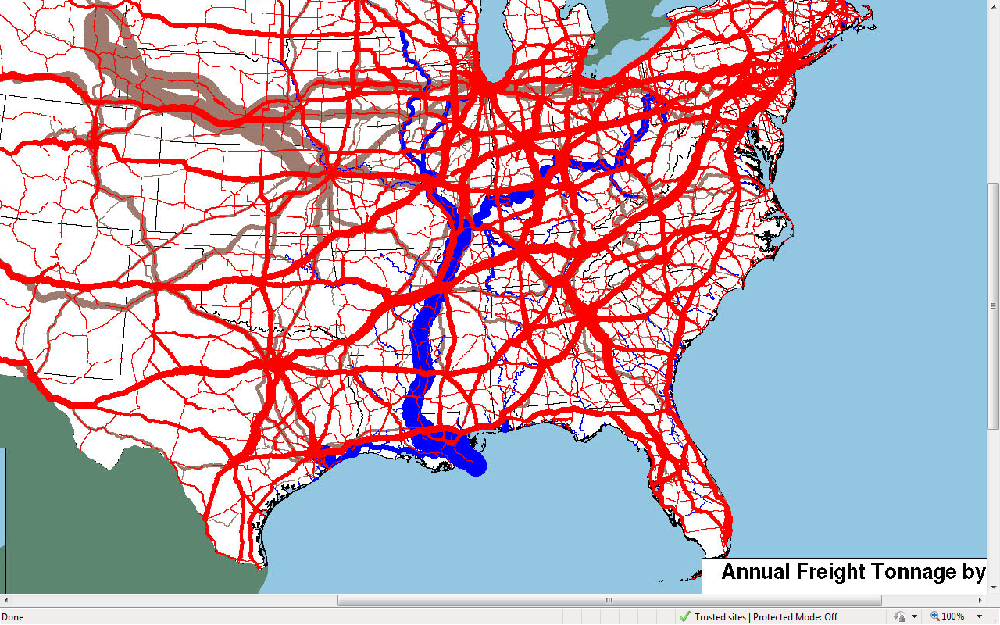 Annual Freight Tonnage by
Done
Trusted sites | Protected Mode: Off
100%